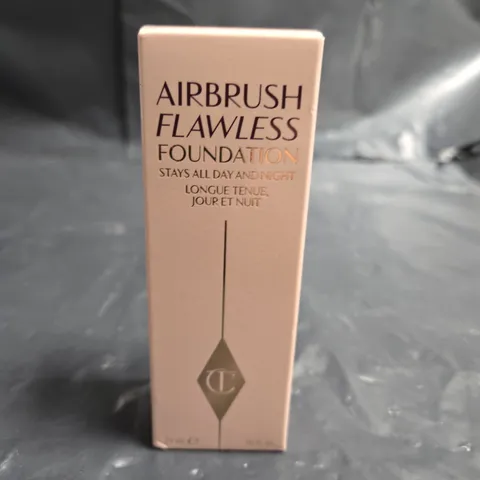 AIRBRUSH
FLAWLESS
FOUNDATION
STAYS ALL DAY AND NIGHT
LONGUE TENUE,
JOUR ET NUIT
CT